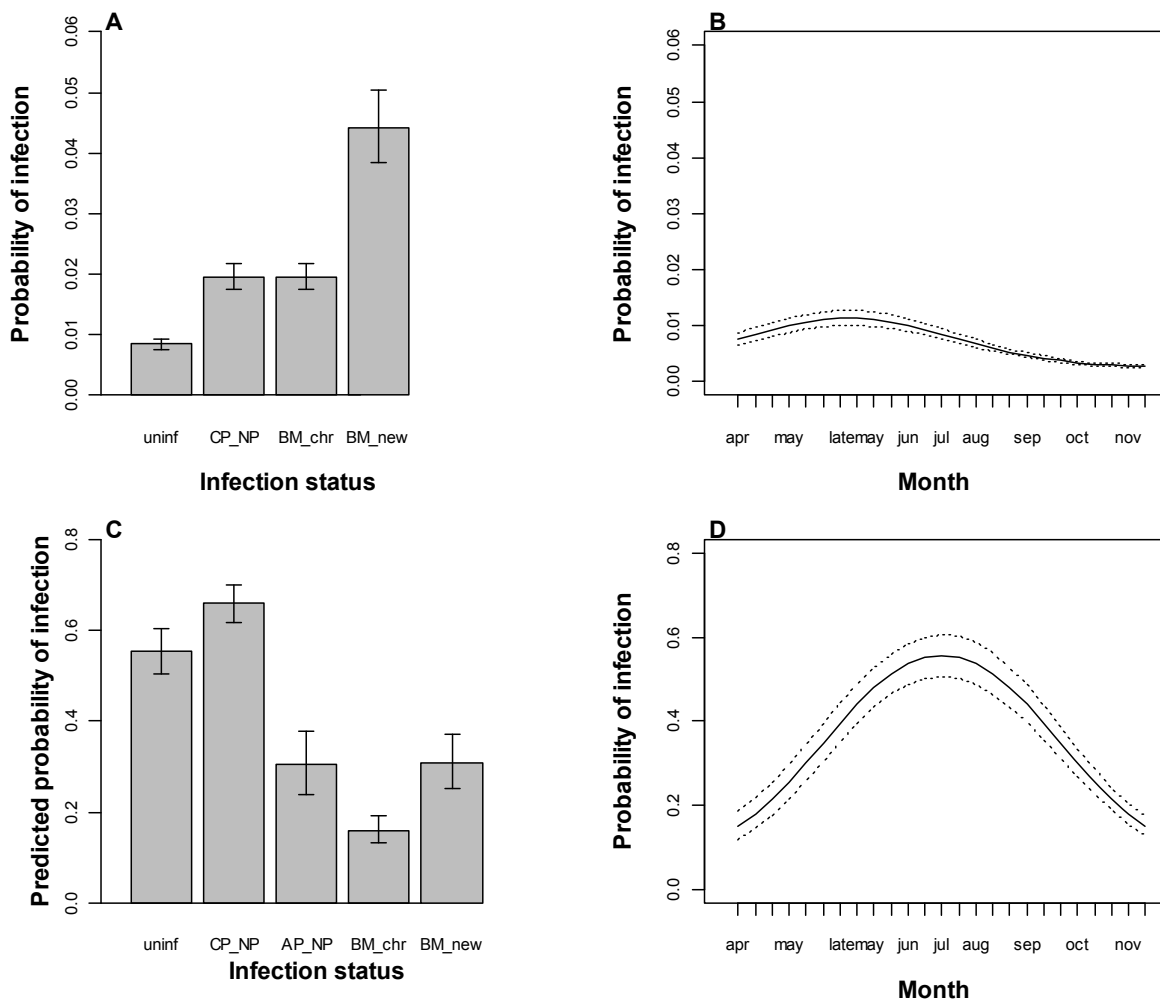 A
Probability of infection
0.06
0.05
0.04
0.03
0.02
0.01
0.00
uninf CP_NP BM_chr BM_new
Infection status
B
Probability of infection
0.06
0.05
0.04
0.03
0.02
0.01
0.00
apr may latemay jun jul aug sep oct nov
Month
C
Predicted probability of infection
0.8
0.6
0.4
0.2
0.0
uninf CP_NP AP_NP BM_chr BM_new
Infection status
D
Probability of infection
0.8
0.6
0.4
0.2
0.0
apr may latemay jun jul aug sep oct nov
Month